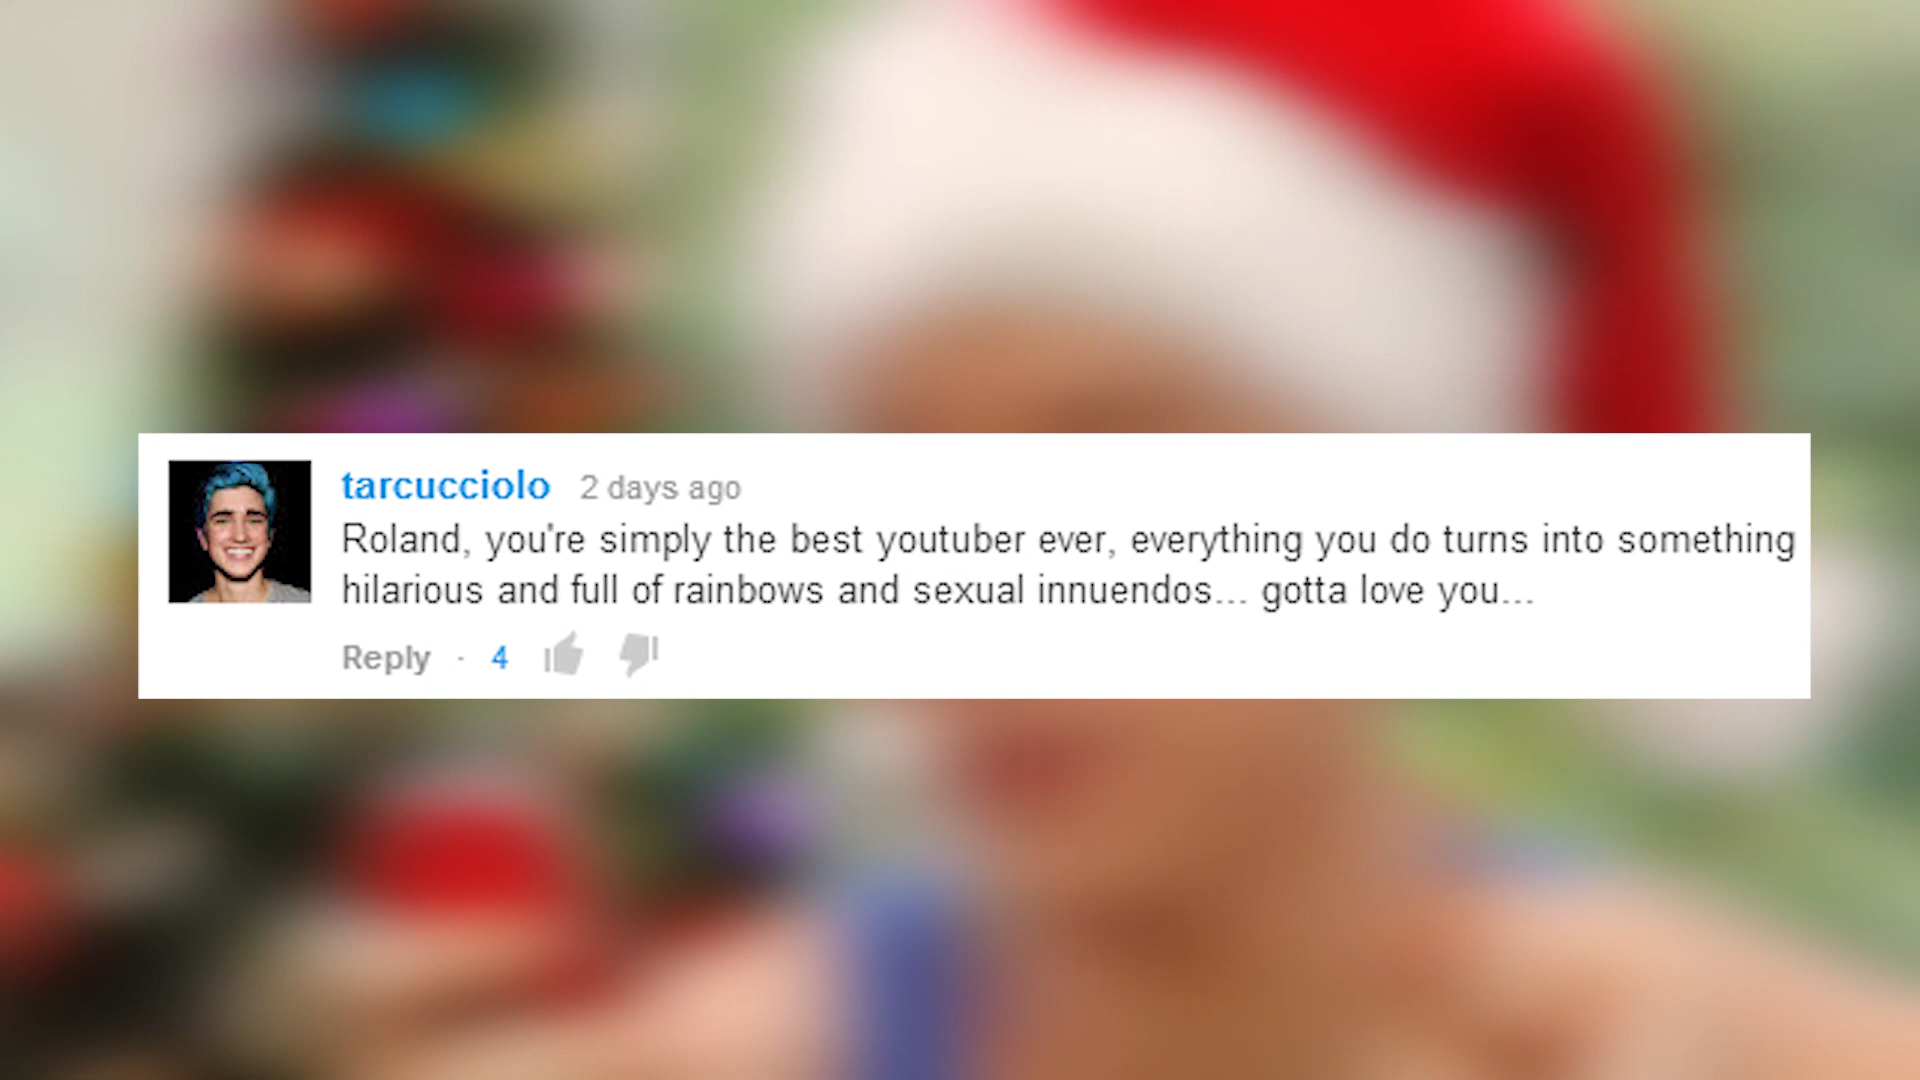 tarcucciolo 2 days ago
Roland, you're simply the best youtuber ever, everything you do turns into something
hilarious and full of rainbows and sexual innuendos... gotta love you...
Reply · 4